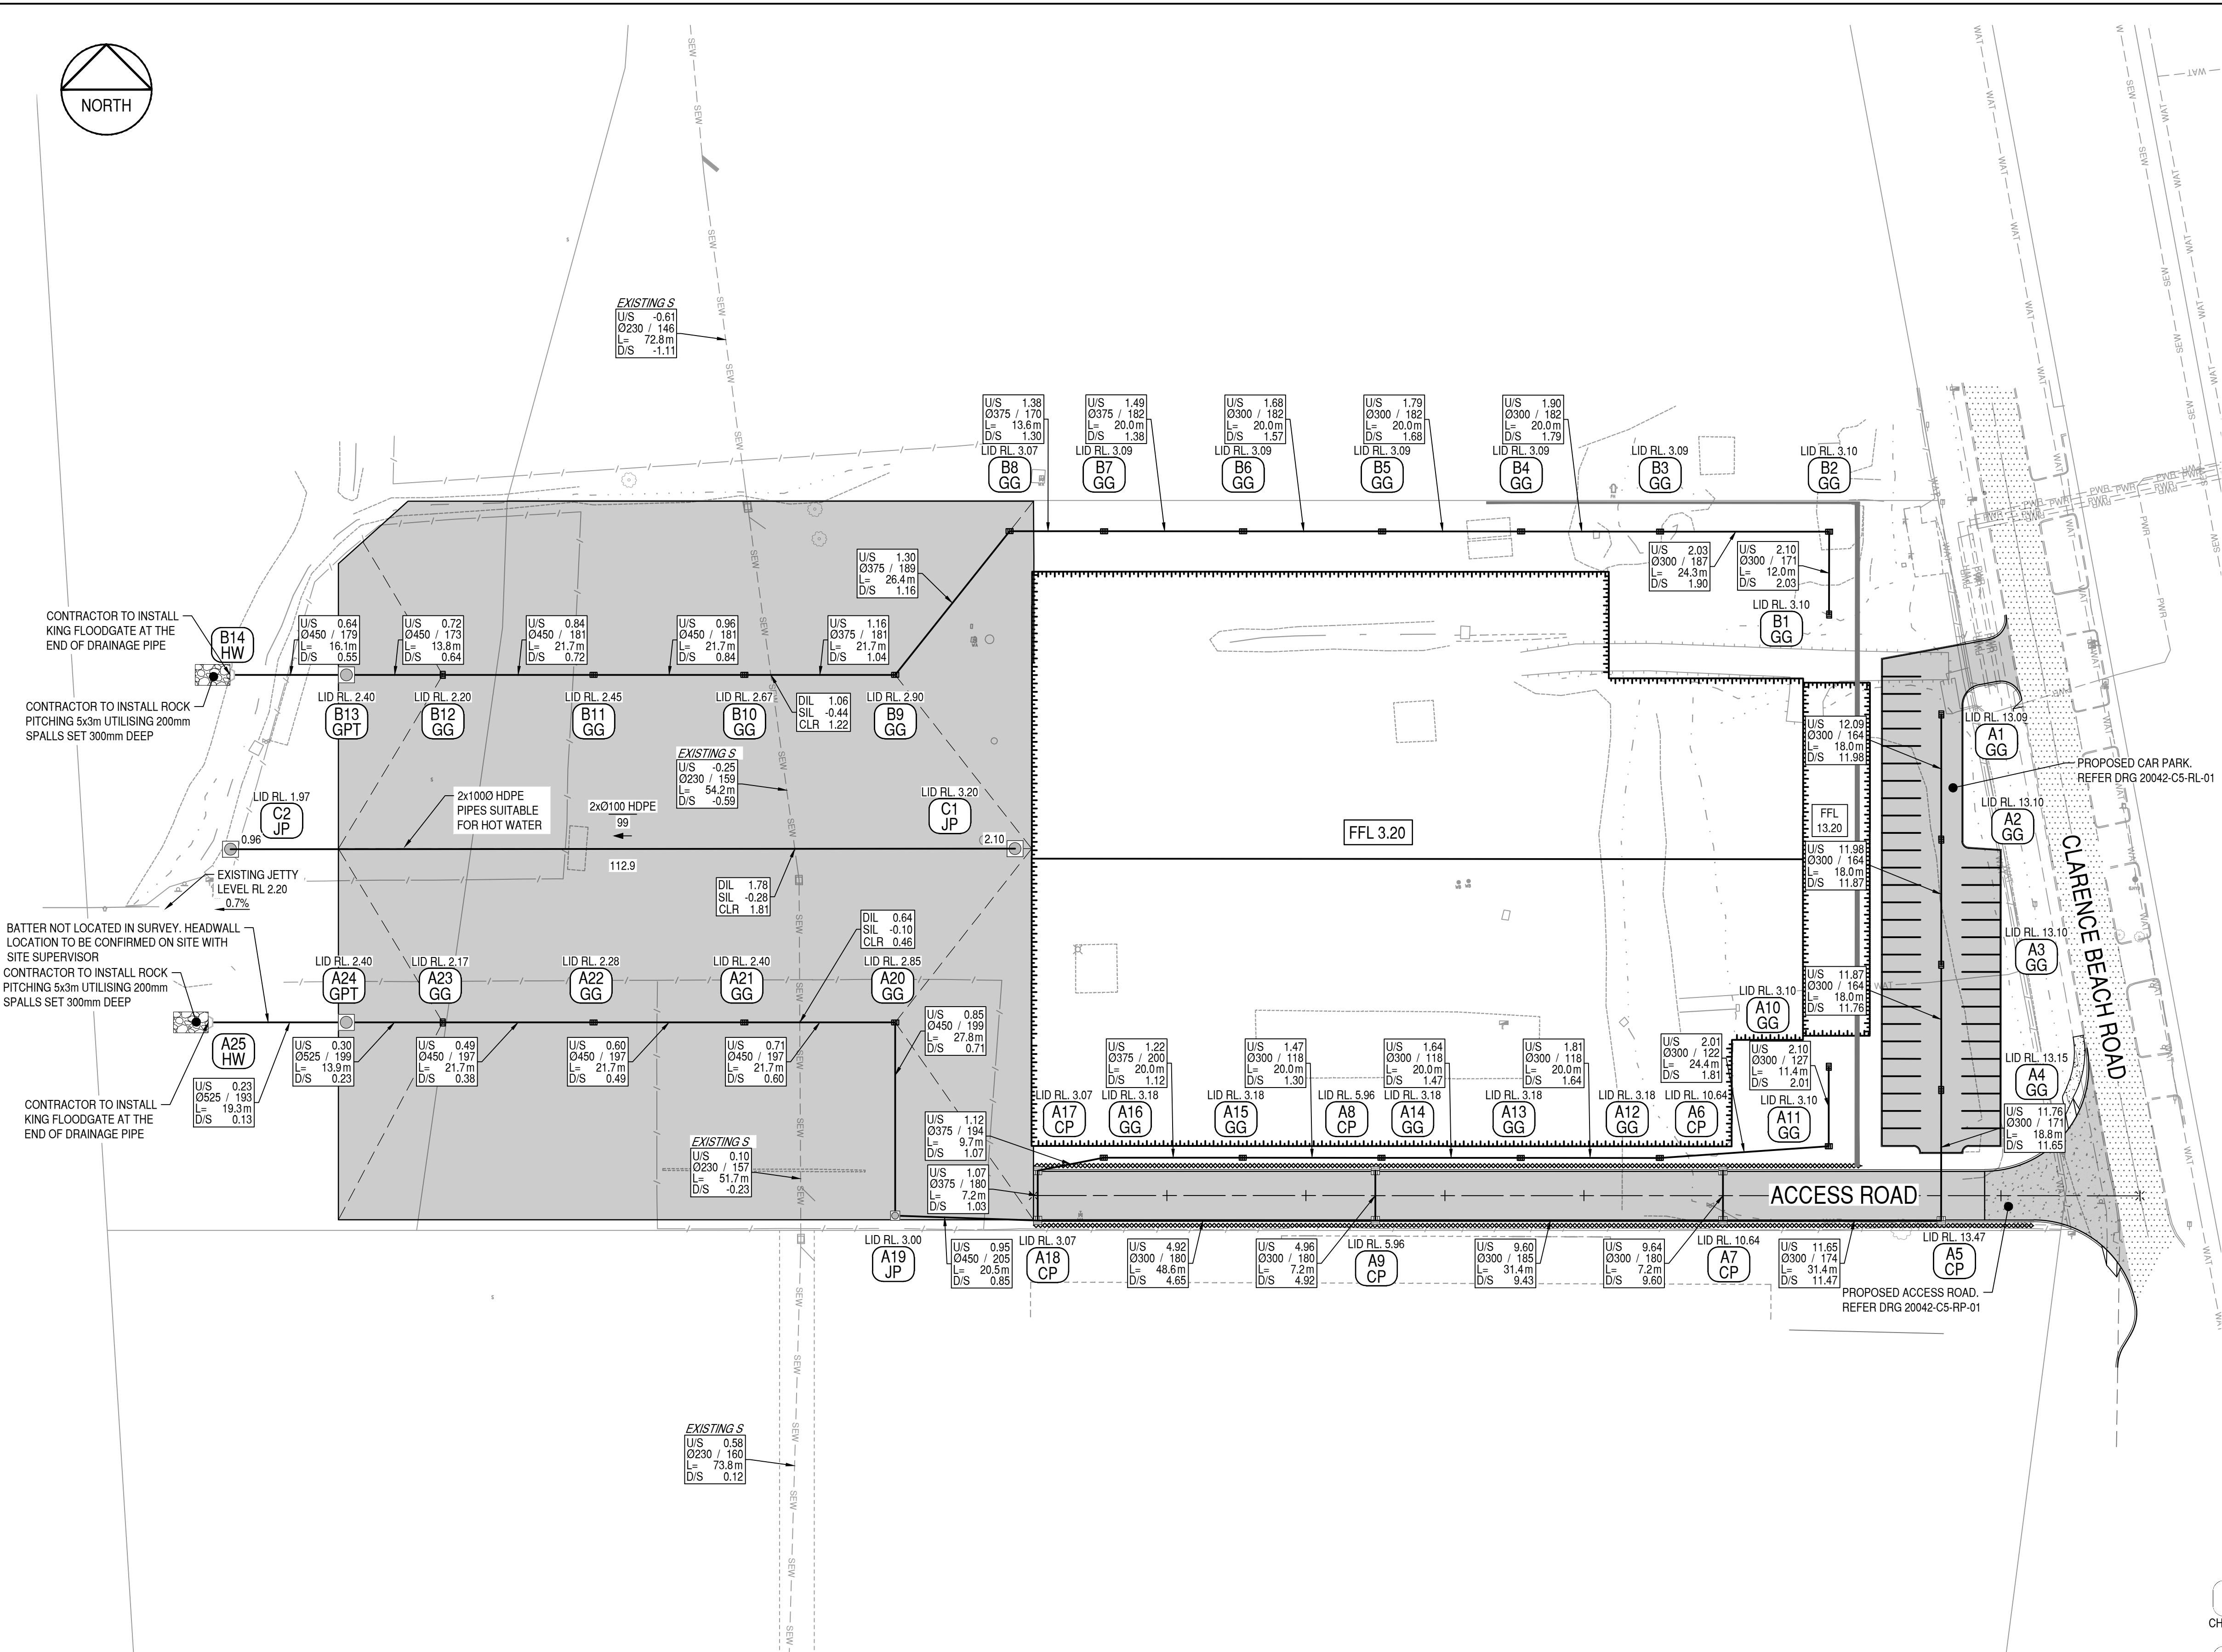 NORTH
EXISTING S
U/S -0.61
Ø230 / 146
L= 72.8m
D/S -1.11
U/S 1.38
Ø375 / 170
L= 13.6m
D/S 1.30
LID RL. 3.07
B8
GG
U/S 1.49
Ø375 / 182
L= 20.0m
D/S 1.38
LID RL. 3.09
B7
GG
U/S 1.68
Ø300 / 182
L= 20.0m
D/S 1.57
LID RL. 3.09
B6
GG
U/S 1.79
Ø300 / 182
L= 20.0m
D/S 1.68
LID RL. 3.09
B5
GG
U/S 1.90
Ø300 / 182
L= 20.0m
D/S 1.79
LID RL. 3.09
B4
GG
LID RL. 3.09
B3
GG
LID RL. 3.10
B2
GG
U/S 2.03
Ø300 / 187
L= 24.3m
D/S 1.90
U/S 2.10
Ø300 / 171
L= 12.0m
D/S 2.03
LID RL. 3.10
B1
GG
U/S 1.30
Ø375 / 189
L= 26.4m
D/S 1.16
CONTRACTOR TO INSTALL
KING FLOODGATE AT THE
END OF DRAINAGE PIPE
B14
HW
U/S 0.64
Ø450 / 179
L= 16.1m
D/S 0.55
U/S 0.72
Ø450 / 173
L= 13.8m
D/S 0.64
U/S 0.84
Ø450 / 181
L= 21.7m
D/S 0.72
U/S 0.96
Ø450 / 181
L= 21.7m
D/S 0.84
U/S 1.16
Ø375 / 181
L= 21.7m
D/S 1.04
CONTRACTOR TO INSTALL ROCK
PITCHING 5x3m UTILISING 200mm
SPALLS SET 300mm DEEP
LID RL. 2.40
B13
GPT
LID RL. 2.20
B12
GG
LID RL. 2.45
B11
GG
LID RL. 2.67
B10
GG
DIL 1.06
SIL -0.44
CLR 1.22
LID RL. 2.90
B9
GG
EXISTING S
U/S -0.25
Ø230 / 159
L= 54.2m
D/S -0.59
LID RL. 1.97
C2
JP
0.96
2x100Ø HDPE
PIPES SUITABLE
FOR HOT WATER
2xØ100 HDPE
99
112.9
LID RL. 3.20
C1
JP
2.10
DIL 1.78
SIL -0.28
CLR 1.81
FFL 3.20
FFL
13.20
U/S 12.09
Ø300 / 164
L= 18.0m
D/S 11.98
U/S 11.98
Ø300 / 164
L= 18.0m
D/S 11.87
U/S 11.87
Ø300 / 164
L= 18.0m
D/S 11.76
LID RL. 13.09
A1
GG
PROPOSED CAR PARK.
REFER DRG 20042-C5-RL-01
LID RL. 13.10
A2
GG
CLARENCE BEACH ROAD
LID RL. 13.10
A3
GG
LID RL. 13.15
A4
GG
U/S 11.76
Ø300 / 171
L= 18.8m
D/S 11.65
EXISTING JETTY
LEVEL RL 2.20
0.7%
BATTER NOT LOCATED IN SURVEY. HEADWALL
LOCATION TO BE CONFIRMED ON SITE WITH
SITE SUPERVISOR
CONTRACTOR TO INSTALL ROCK
PITCHING 5x3m UTILISING 200mm
SPALLS SET 300mm DEEP
LID RL. 2.40
A24
GPT
LID RL. 2.17
A23
GG
LID RL. 2.28
A22
GG
LID RL. 2.40
A21
GG
DIL 0.64
SIL -0.10
CLR 0.46
LID RL. 2.85
A20
GG
A25
HW
U/S 0.23
Ø525 / 193
L= 19.3m
D/S 0.13
U/S 0.30
Ø525 / 199
L= 13.9m
D/S 0.23
U/S 0.49
Ø450 / 197
L= 21.7m
D/S 0.38
U/S 0.60
Ø450 / 197
L= 21.7m
D/S 0.49
U/S 0.71
Ø450 / 197
L= 21.7m
D/S 0.60
U/S 0.85
Ø450 / 199
L= 27.8m
D/S 0.71
CONTRACTOR TO INSTALL
KING FLOODGATE AT THE
END OF DRAINAGE PIPE
EXISTING S
U/S 0.10
Ø230 / 157
L= 51.7m
D/S -0.23
U/S 1.12
Ø375 / 194
L= 9.7m
D/S 1.07
U/S 1.07
Ø375 / 180
L= 7.2m
D/S 1.03
LID RL. 3.07
A17
CP
U/S 1.22
Ø375 / 200
L= 20.0m
D/S 1.12
LID RL. 3.18
A16
GG
LID RL. 3.18
A15
GG
U/S 1.47
Ø300 / 118
L= 20.0m
D/S 1.30
LID RL. 5.96
A8
CP
U/S 1.64
Ø300 / 118
L= 20.0m
D/S 1.47
LID RL. 3.18
A14
GG
LID RL. 3.18
A13
GG
U/S 1.81
Ø300 / 118
L= 20.0m
D/S 1.64
LID RL. 3.18
A12
GG
U/S 2.01
Ø300 / 122
L= 24.4m
D/S 1.81
LID RL. 10.64
A6
CP
LID RL. 3.10
A10
GG
U/S 2.10
Ø300 / 127
L= 11.4m
D/S 2.01
LID RL. 3.10
A11
GG
ACCESS ROAD
LID RL. 3.00
A19
JP
U/S 0.95
Ø450 / 205
L= 20.5m
D/S 0.85
LID RL. 3.07
A18
CP
U/S 4.92
Ø300 / 180
L= 48.6m
D/S 4.65
U/S 4.96
Ø300 / 180
L= 7.2m
D/S 4.92
LID RL. 5.96
A9
CP
U/S 9.60
Ø300 / 185
L= 31.4m
D/S 9.43
U/S 9.64
Ø300 / 180
L= 7.2m
D/S 9.60
LID RL. 10.64
A7
CP
U/S 11.65
Ø300 / 174
L= 31.4m
D/S 11.47
LID RL. 13.47
A5
CP
PROPOSED ACCESS ROAD.
REFER DRG 20042-C5-RP-01
EXISTING S
U/S 0.58
Ø230 / 160
L= 73.8m
D/S 0.12
SEW
WAT
PWR
CH